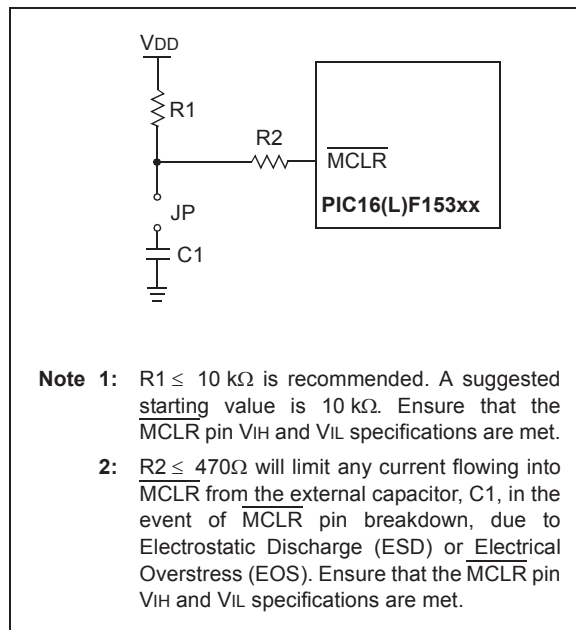 VDD
R1
R2
MCLR
PIC16(L)F153xx
JP
C1
Note 1: R1 ≤ 10 kΩ is recommended. A suggested
starting value is 10 kΩ. Ensure that the
MCLR pin VIH and VIL specifications are met.
2: R2 ≤ 470Ω will limit any current flowing into
MCLR from the external capacitor, C1, in the
event of MCLR pin breakdown, due to
Electrostatic Discharge (ESD) or Electrical
Overstress (EOS). Ensure that the MCLR pin
VIH and VIL specifications are met.